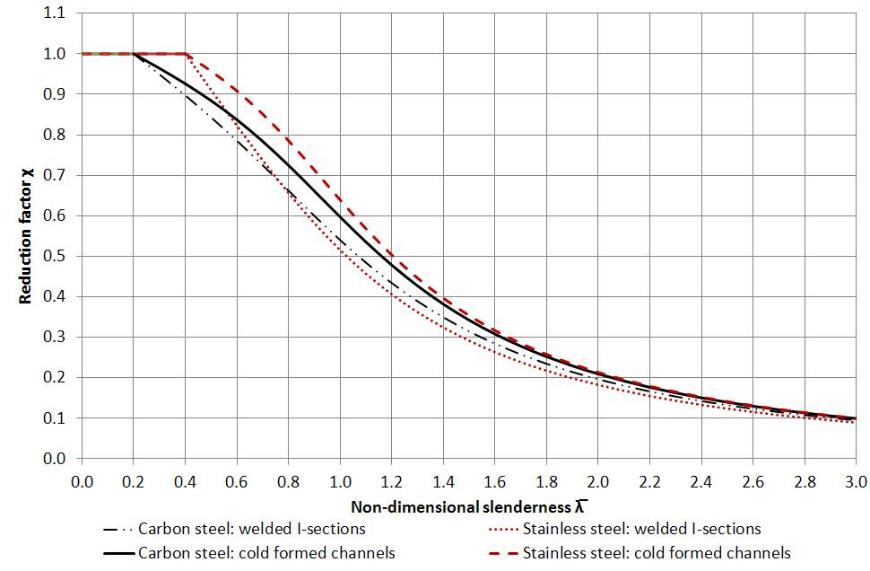 1.1
1.0
0.9
0.8
0.7
0.6
0.5
0.4
0.3
0.2
0.1
0.0
Reduction factor χ
0.0 0.2 0.4 0.6 0.8 1.0 1.2 1.4 1.6 1.8 2.0 2.2 2.4 2.6 2.8 3.0
Non-dimensional slenderness λ̅
Carbon steel: welded I-sections Stainless steel: welded I-sections
Carbon steel: cold formed channels Stainless steel: cold formed channels